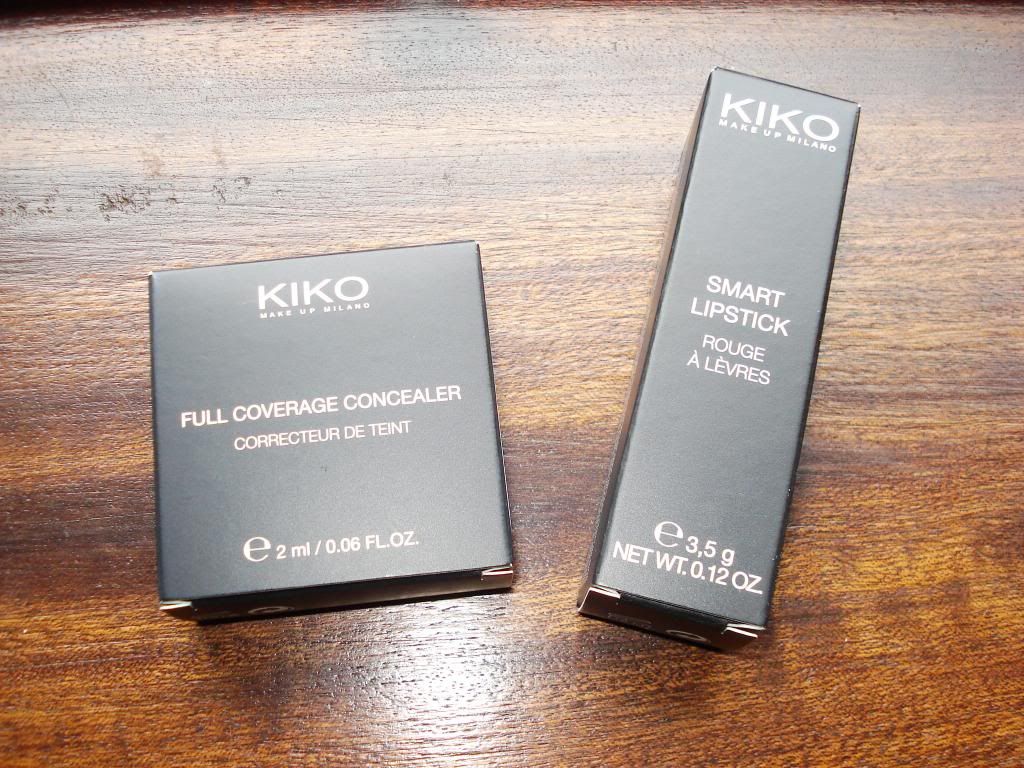 KIKO
MAKE UP MILANO
FULL COVERAGE CONCEALER
CORRECTEUR DE TEINT
℮ 2 ml / 0.06 FL.OZ.
KIKO
MAKE UP MILANO
SMART
LIPSTICK
ROUGE
À LÈVRES
℮ 3,5 g
NET WT. 0.12 OZ.